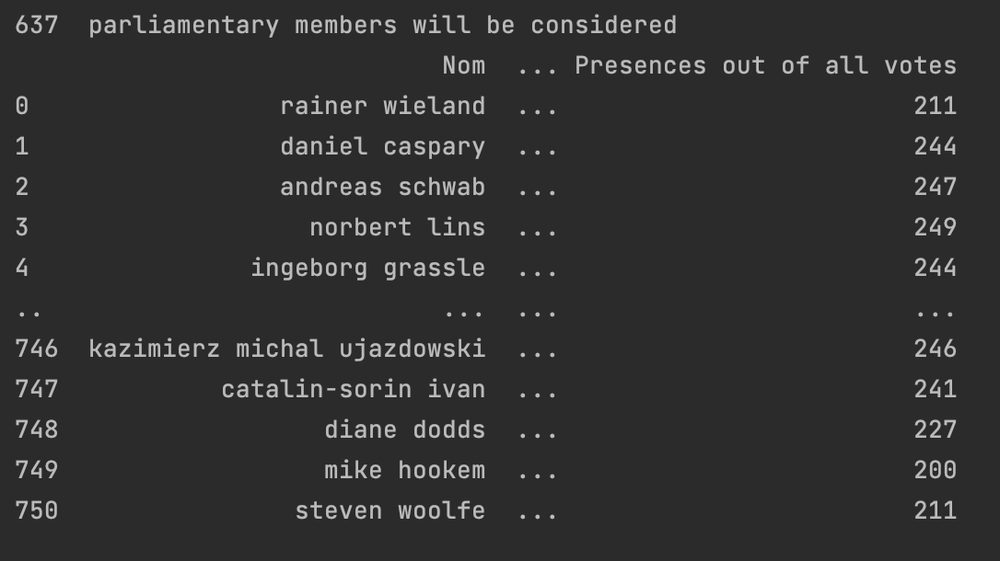 637  parliamentary members will be considered
Nom  ... Presences out of all votes
0 rainer wieland ... 211
1 daniel caspary ... 244
2 andreas schwab ... 247
3 norbert lins ... 249
4 ingeborg grassle ... 244
.. ... ... ...
746 kazimierz michal ujazdowski ... 246
747 catalin-sorin ivan ... 241
748 diane dodds ... 227
749 mike hookem ... 200
750 steven woolfe ... 211